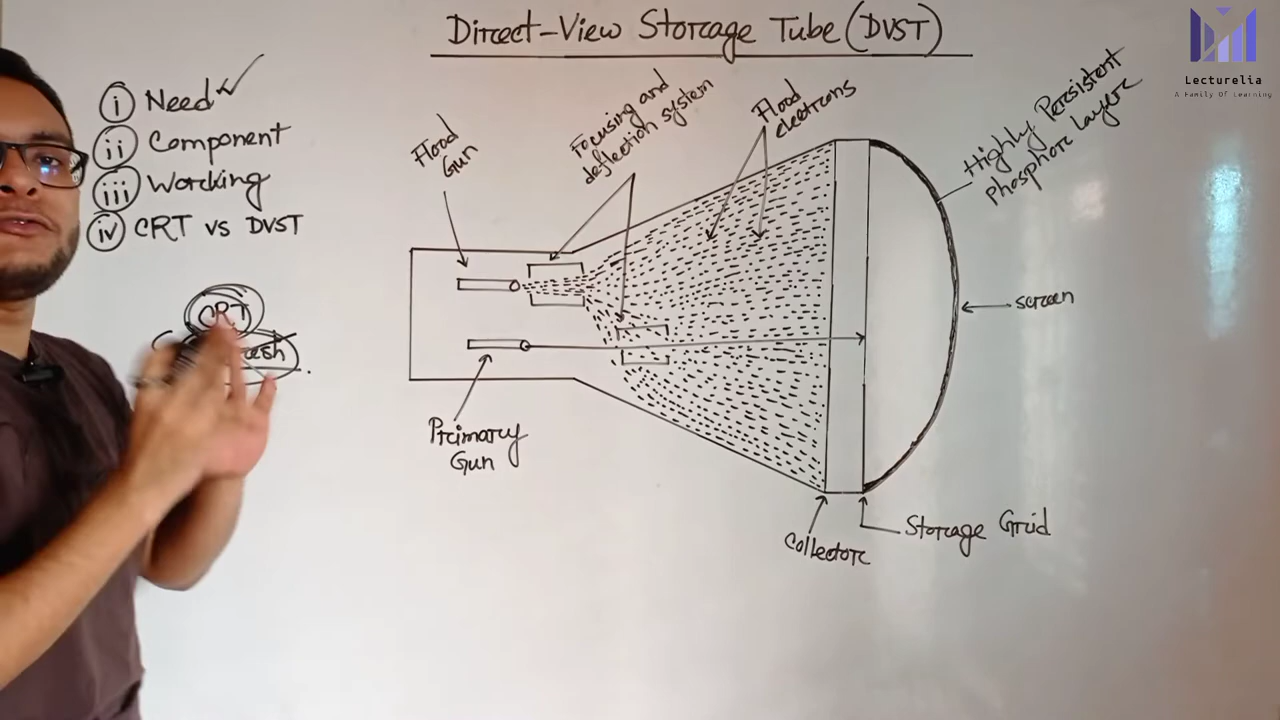 Direct-View Storage Tube (DVST)
Lecturelia
A Family Of Learning
i Need ✓
ii Component
iii Working
iv CRT vs DVST
CRT
Flood
Gun
Focusing and
deflection system
Flood
electrons
Highly Persistent
phosphor Layer
screen
Primary
Gun
Collector
Storage Grid